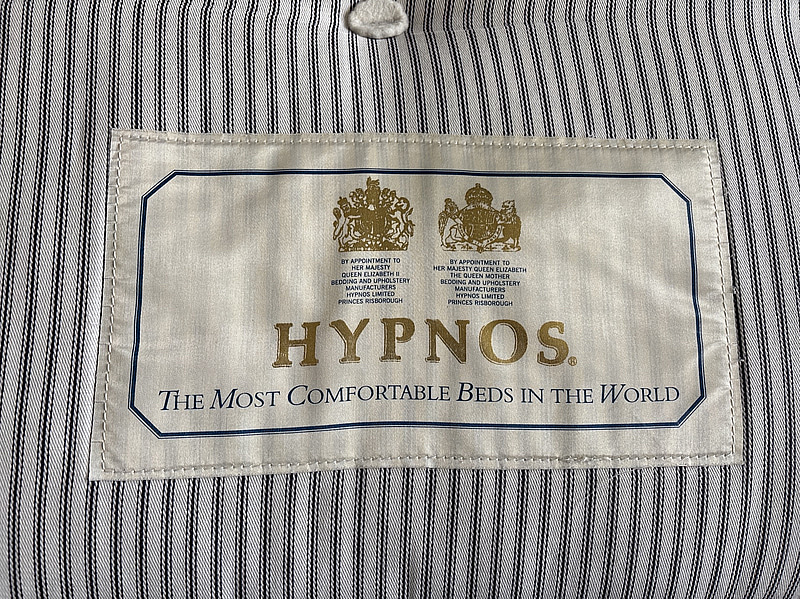 BY APPOINTMENT TO
HER MAJESTY
QUEEN ELIZABETH II
BEDDING AND UPHOLSTERY
MANUFACTURERS
HYPNOS LIMITED
PRINCES RISBOROUGH
BY APPOINTMENT TO
HER MAJESTY QUEEN ELIZABETH
THE QUEEN MOTHER
BEDDING AND UPHOLSTERY
MANUFACTURERS
HYPNOS LIMITED
PRINCES RISBOROUGH
HYPNOS®
THE MOST COMFORTABLE BEDS IN THE WORLD